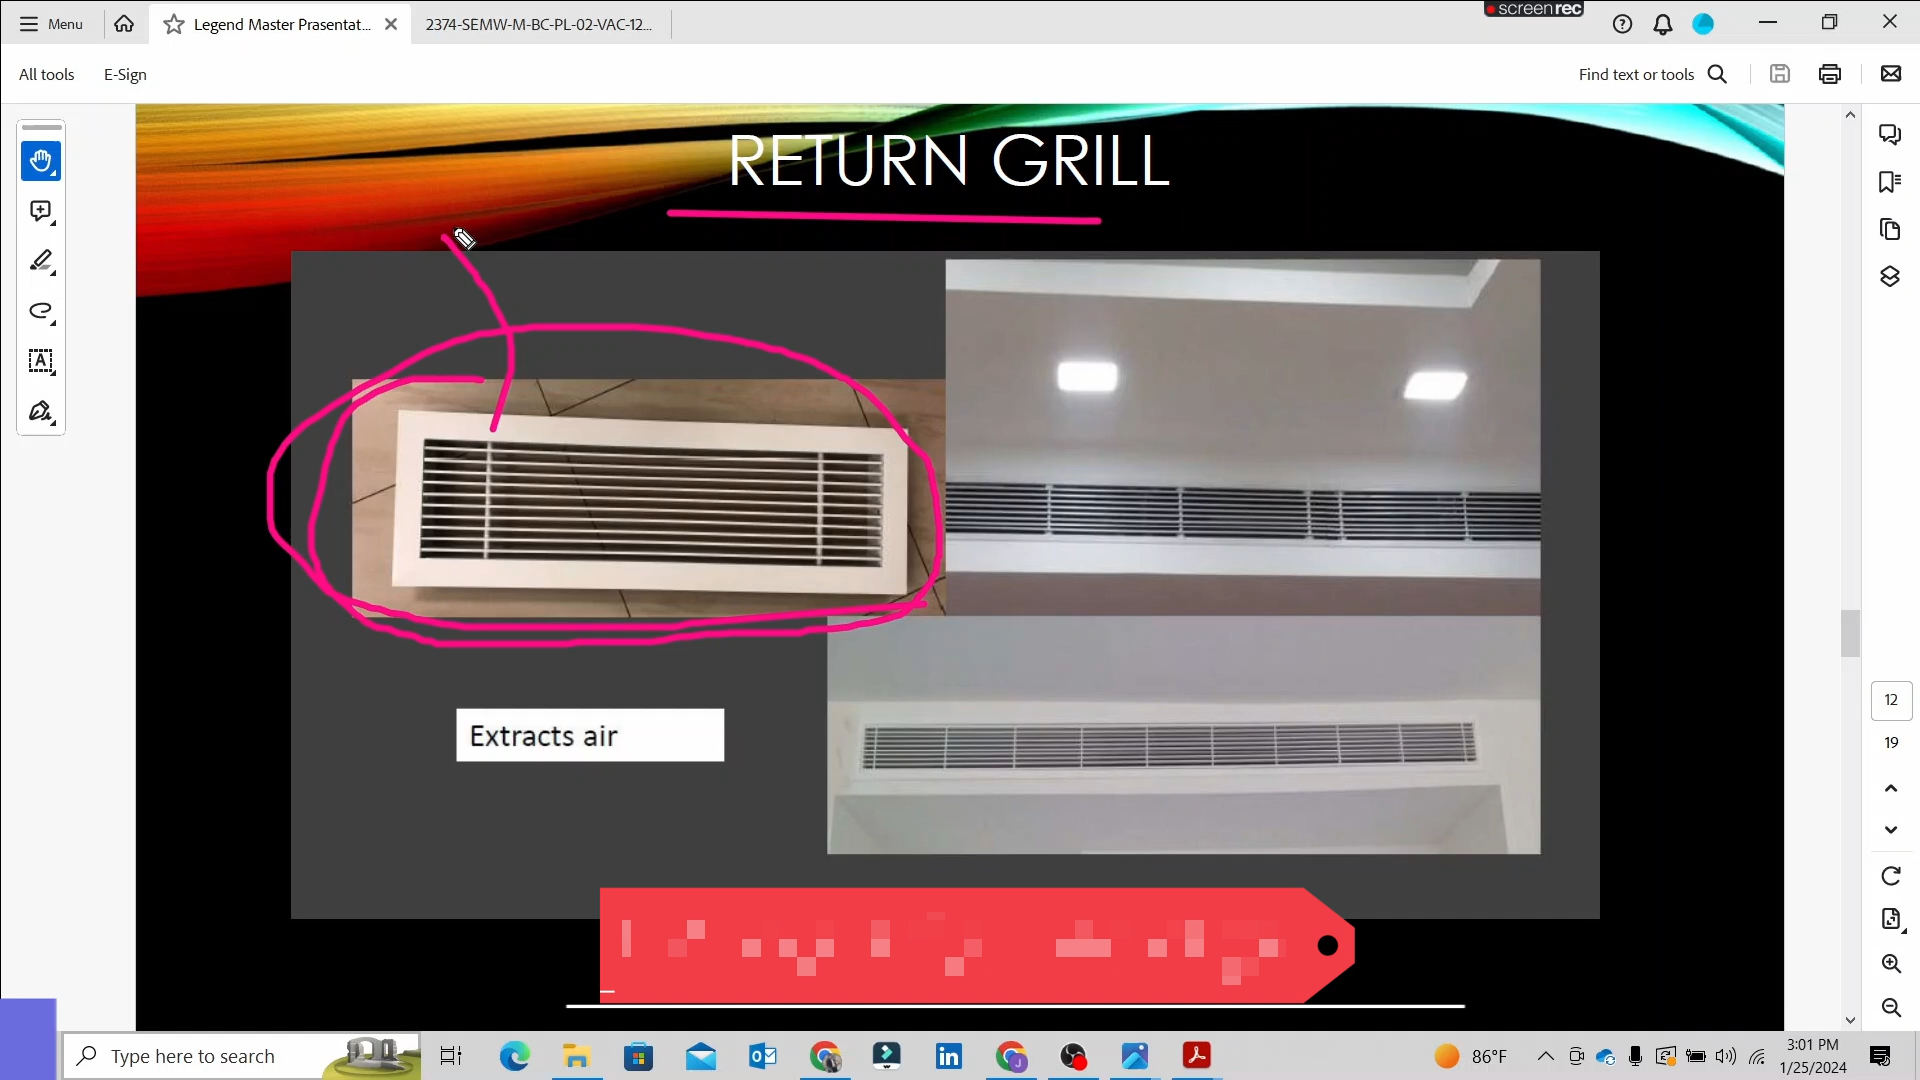 screenrec
Menu
Legend Master Prasentat...
2374-SEMW-M-BC-PL-02-VAC-12...
All tools
E-Sign
Find text or tools
RETURN GRILL
Extracts air
12
19
Type here to search
86°F
3:01 PM
1/25/2024